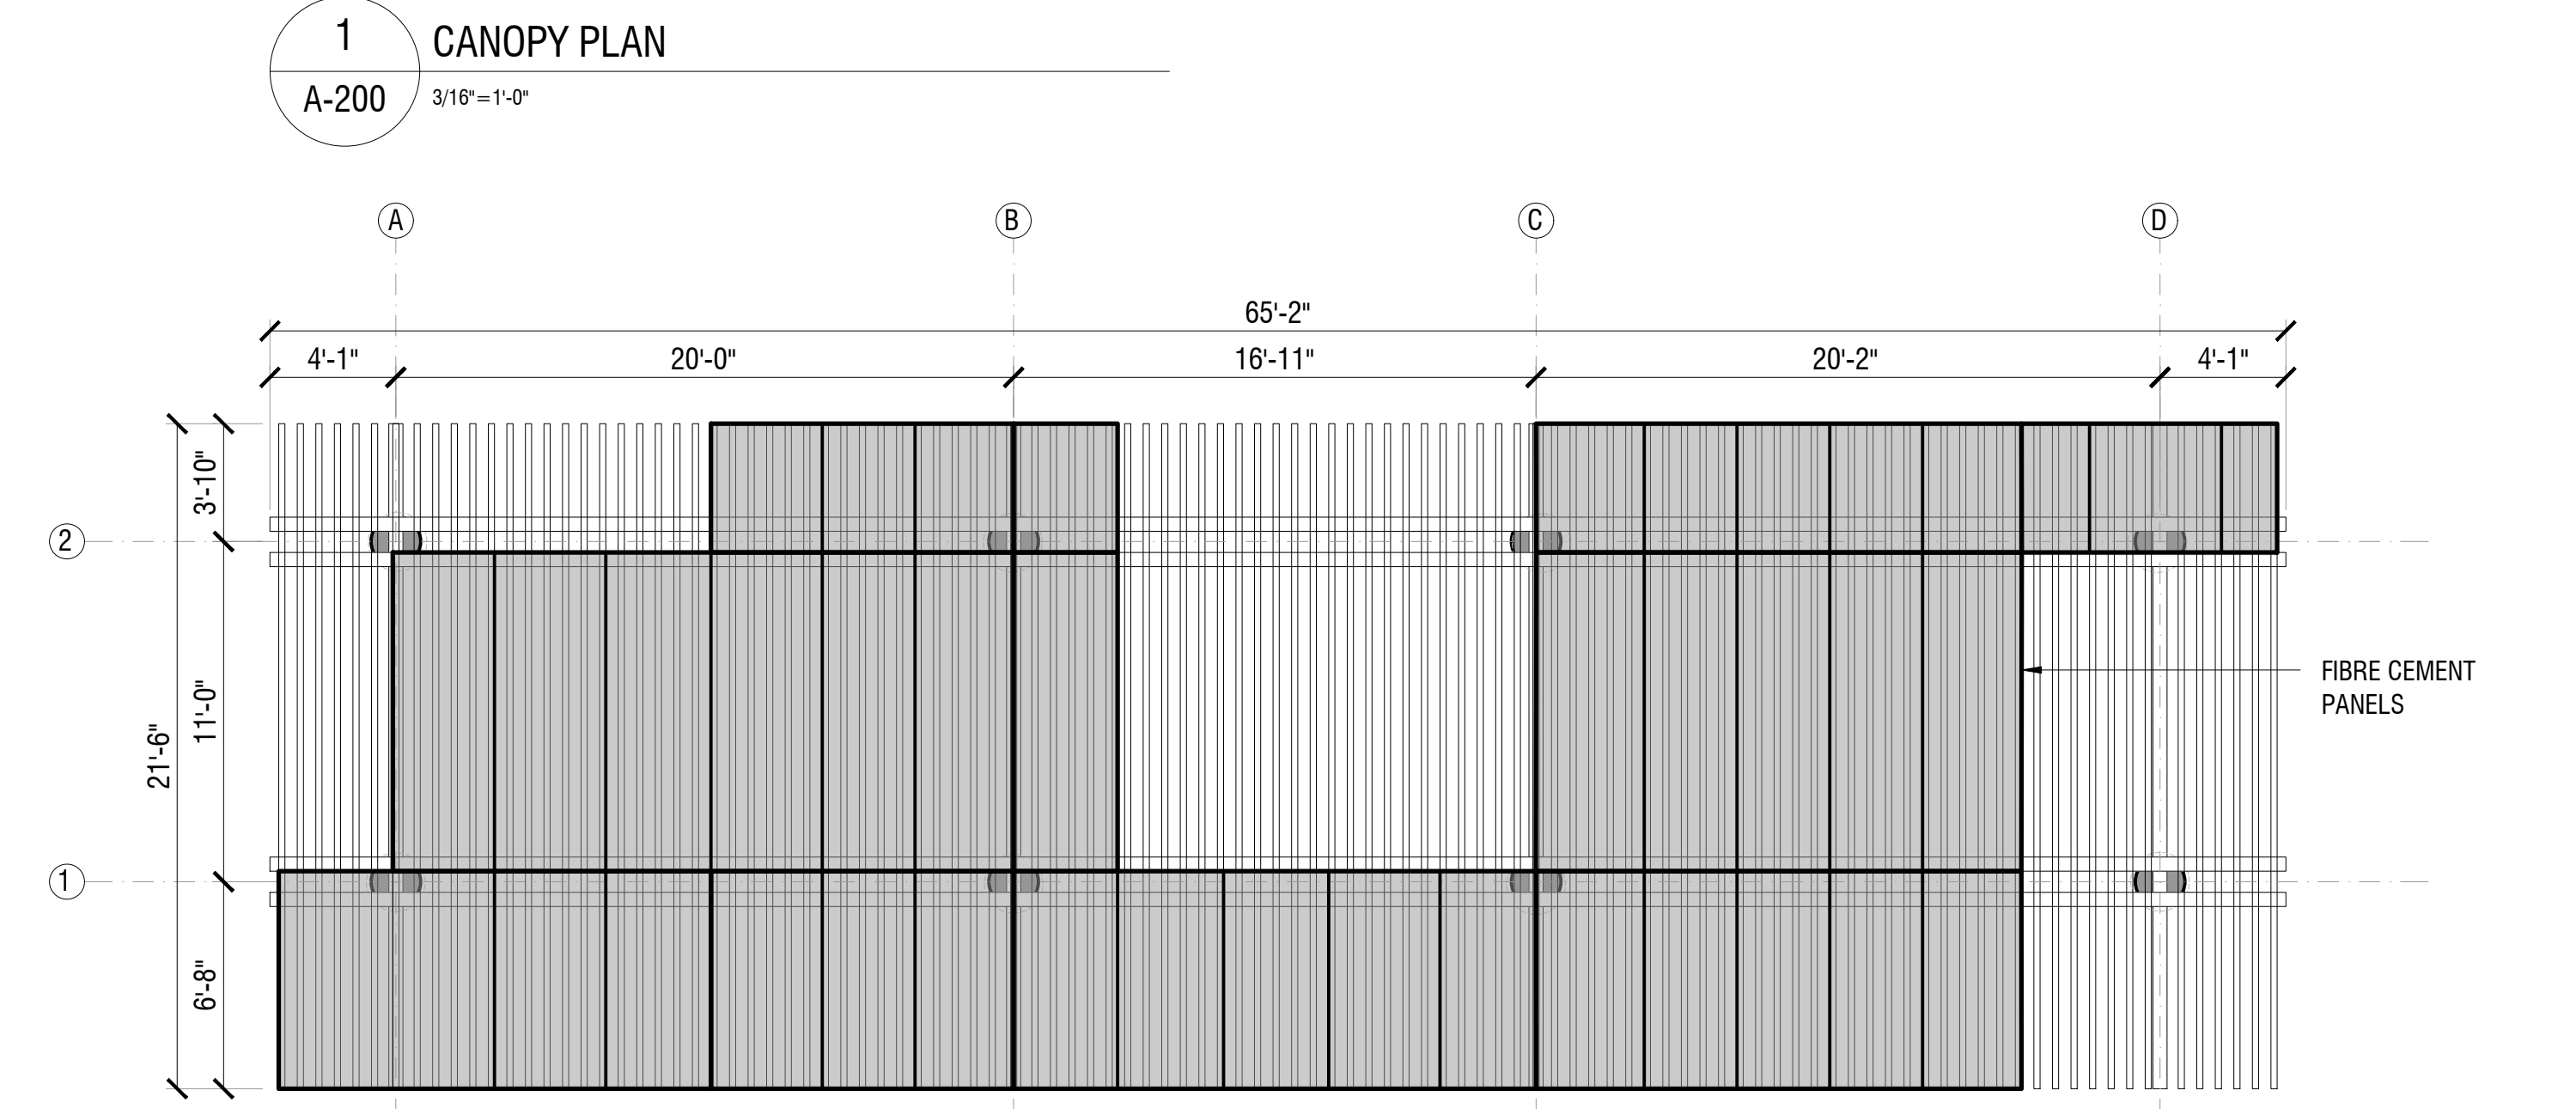 1
CANOPY PLAN
A-200
3/16"=1'-0"
A
B
C
D
65'-2"
4'-1"
20'-0"
16'-11"
20'-2"
4'-1"
3'-10"
2
11'-0"
21'-6"
FIBRE CEMENT
PANELS
1
6'-8"